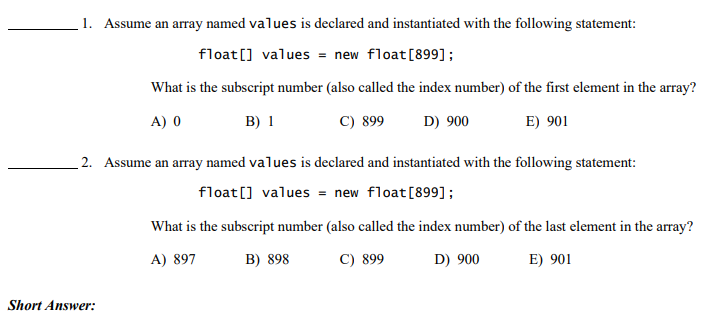 ________ 1. Assume an array named values is declared and instantiated with the following statement:
float[] values = new float[899];
What is the subscript number (also called the index number) of the first element in the array?
A) 0 B) 1 C) 899 D) 900 E) 901
________ 2. Assume an array named values is declared and instantiated with the following statement:
float[] values = new float[899];
What is the subscript number (also called the index number) of the last element in the array?
A) 897 B) 898 C) 899 D) 900 E) 901
Short Answer: